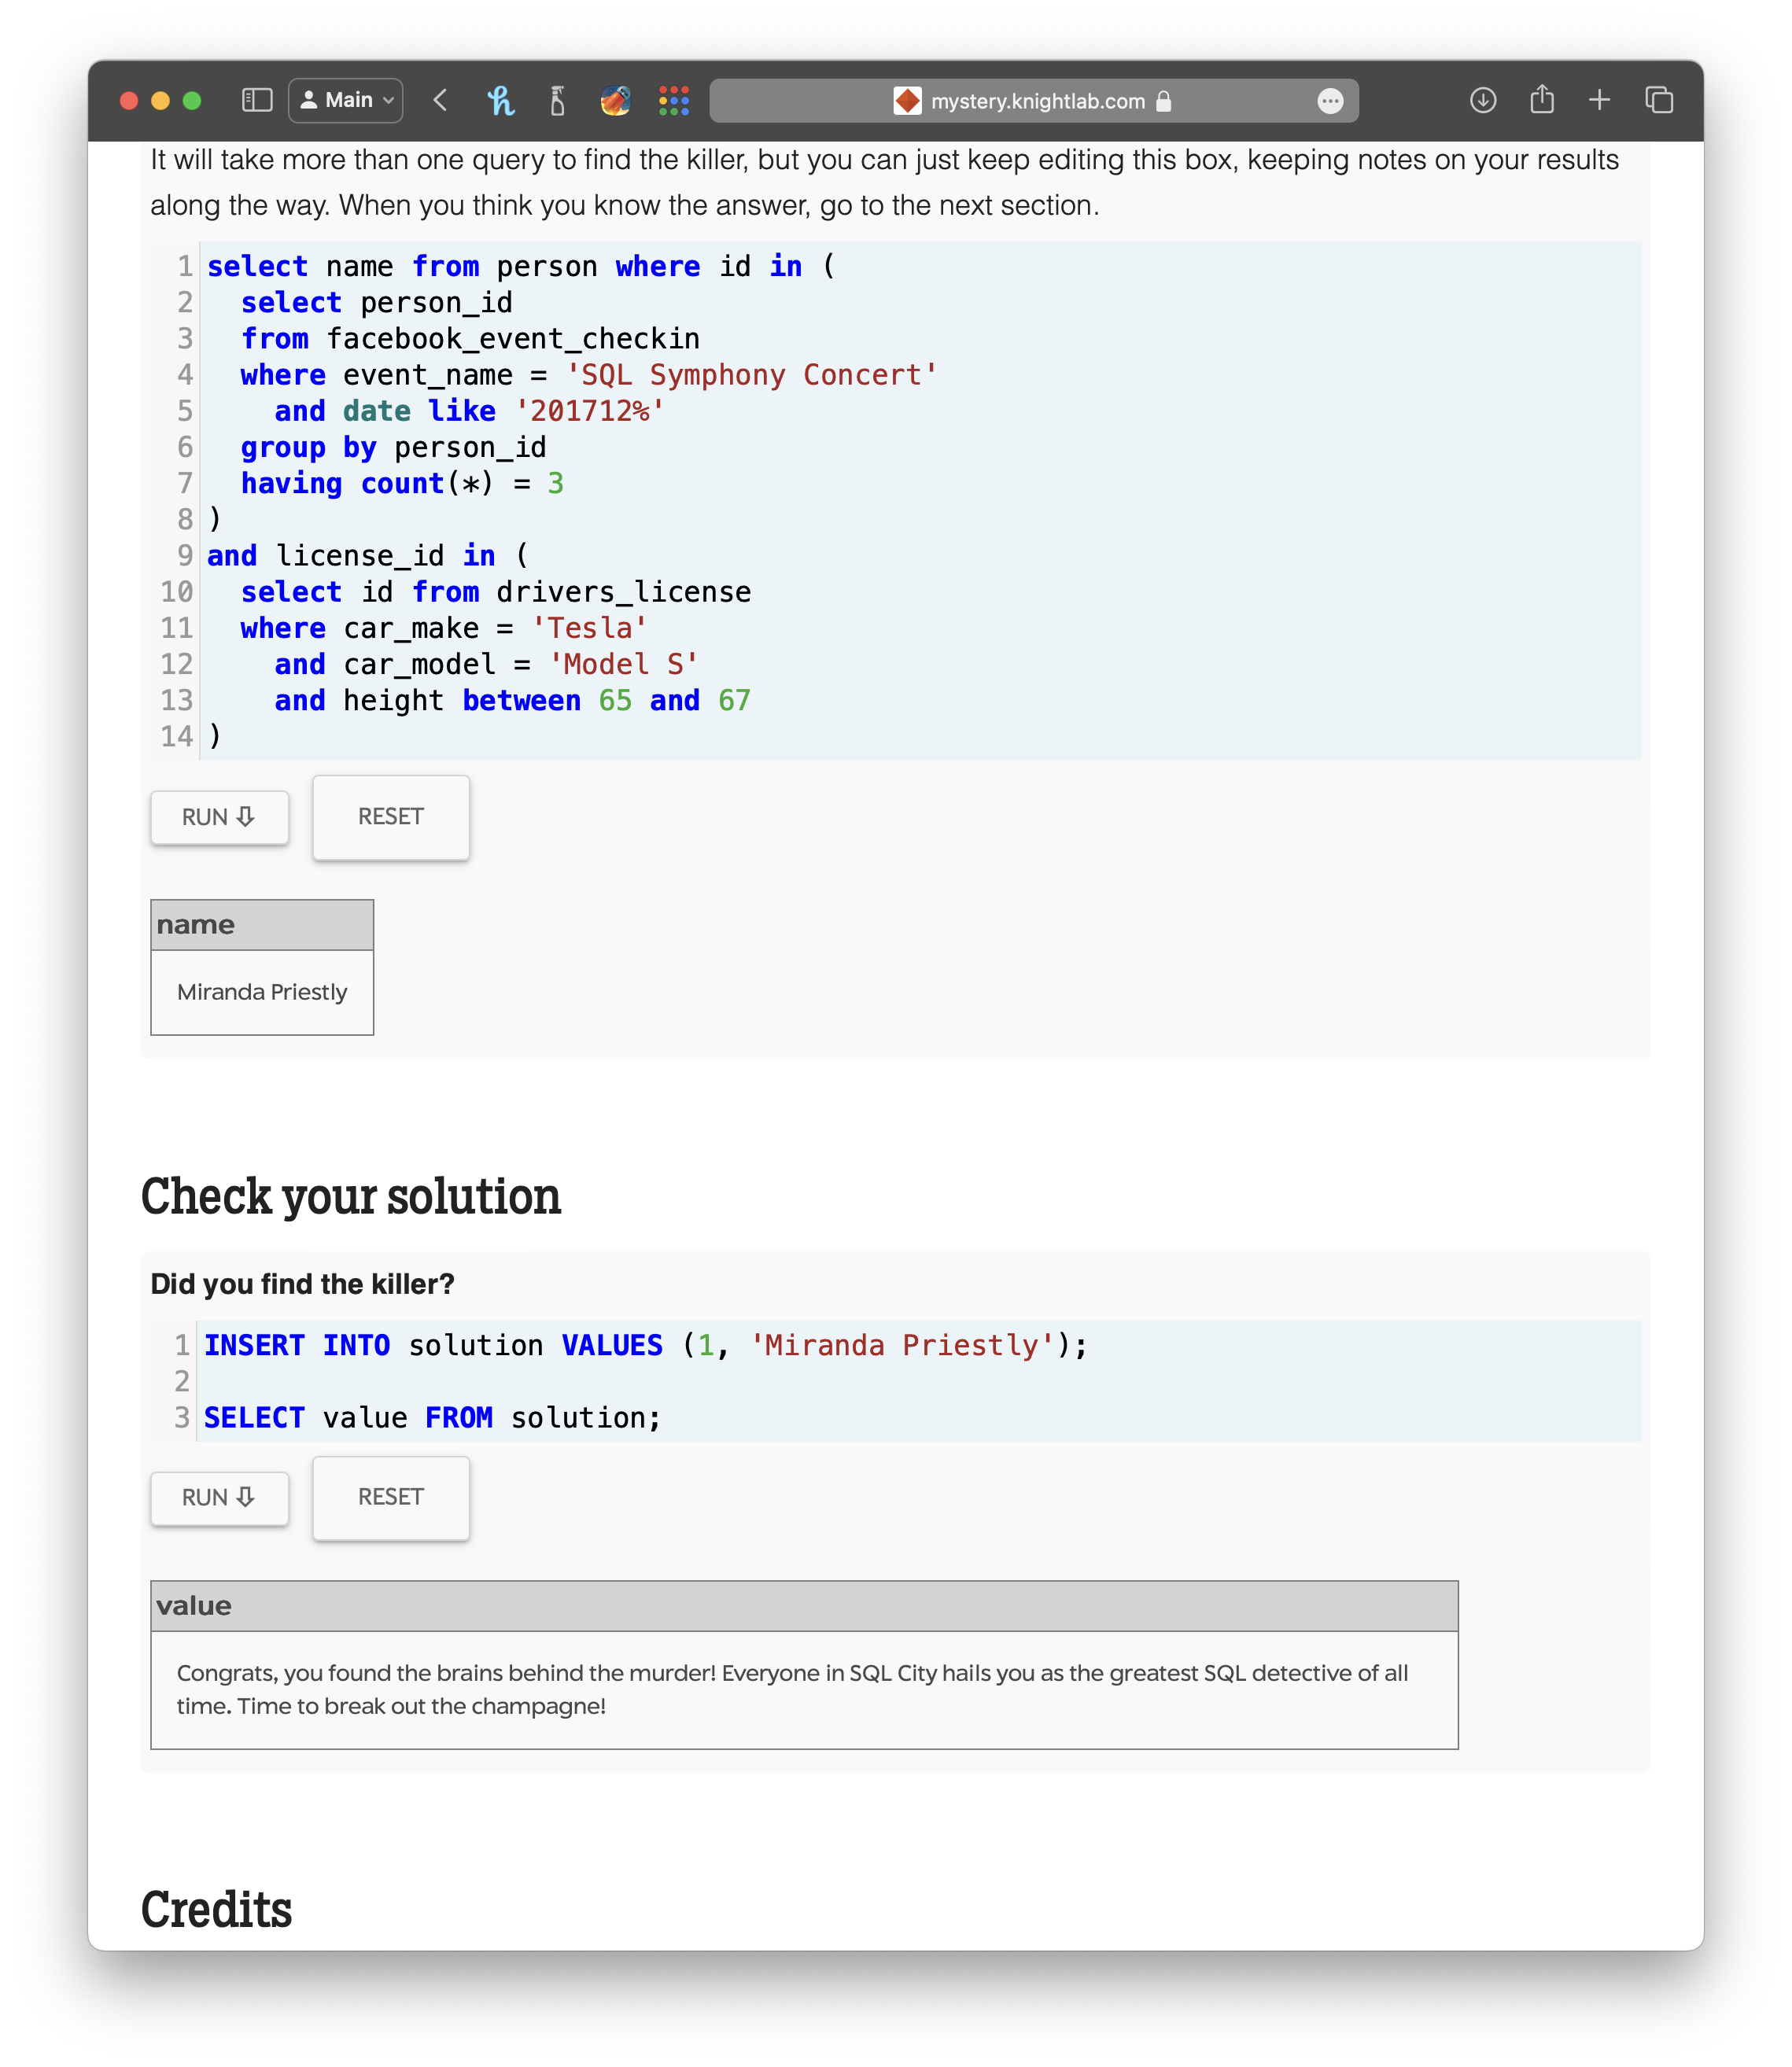 Main
mystery.knightlab.com
It will take more than one query to find the killer, but you can just keep editing this box, keeping notes on your results
along the way. When you think you know the answer, go to the next section.
1 select name from person where id in (
2   select person_id
3   from facebook_event_checkin
4   where event_name = 'SQL Symphony Concert'
5     and date like '201712%'
6   group by person_id
7   having count(*) = 3
8 )
9 and license_id in (
10   select id from drivers_license
11   where car_make = 'Tesla'
12     and car_model = 'Model S'
13     and height between 65 and 67
14 )
RUN ⇩ RESET
name
Miranda Priestly
Check your solution
Did you find the killer?
1 INSERT INTO solution VALUES (1, 'Miranda Priestly');
2
3 SELECT value FROM solution;
RUN ⇩ RESET
value
Congrats, you found the brains behind the murder! Everyone in SQL City hails you as the greatest SQL detective of all
time. Time to break out the champagne!
Credits